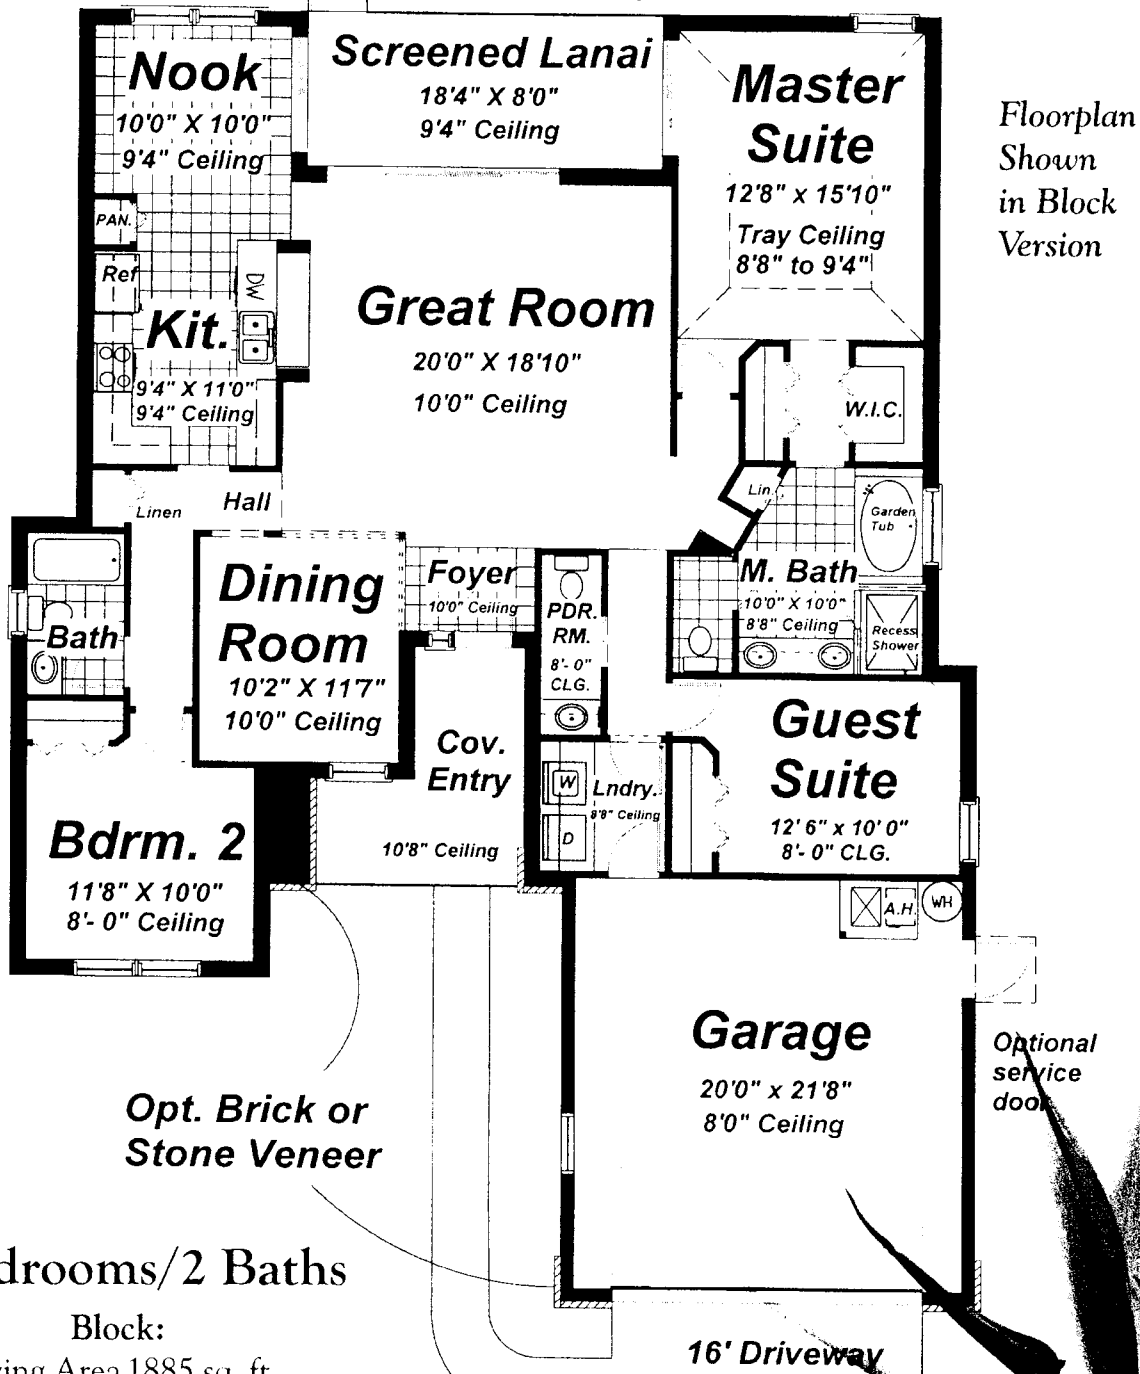 Nook
10'0" X 10'0"
9'4" Ceiling
Screened Lanai
18'4" X 8'0"
9'4" Ceiling
Master
Suite
12'8" x 15'10"
Tray Ceiling
8'8" to 9'4"
Floorplan
Shown
in Block
Version
PAN.
Ref
DW
Kit.
9'4" X 11'0"
9'4" Ceiling
Great Room
20'0" X 18'10"
10'0" Ceiling
W.I.C.
Linen
Hall
Lin.
Garden
Tub
Bath
Dining
Room
10'2" X 11'7"
10'0" Ceiling
Foyer
10'0" Ceiling
PDR.
RM.
8'- 0"
CLG.
M. Bath
10'0" X 10'0"
8'8" Ceiling
Recess
Shower
Cov.
Entry
10'8" Ceiling
W
D
Lndry.
8'8" Ceiling
Guest
Suite
12' 6" x 10' 0"
8'- 0" CLG.
Bdrm. 2
11'8" X 10'0"
8'- 0" Ceiling
A.H.
WH
Garage
20'0" x 21'8"
8'0" Ceiling
Optional
service
door
Opt. Brick or
Stone Veneer
drooms/2 Baths
Block:
Area 1885 sq. ft.
16' Driveway